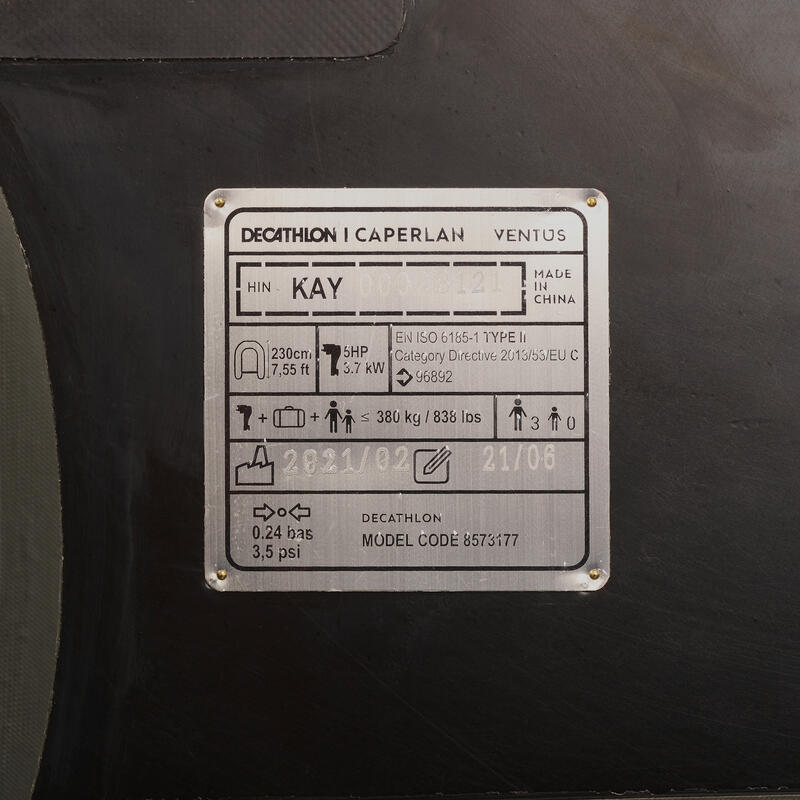 DECATHLON | CAPERLAN VENTUS
HIN KAY
MADE
IN
CHINA
230cm
7,55 ft
5HP
3.7 kW
EN ISO 6185-1 TYPE II
Category Directive 2013/53/EU C
96892
+ + ≤ 380 kg / 838 lbs
3 0
2021/02 21/06
0.24 bas
3,5 psi
DECATHLON
MODEL CODE 8573177